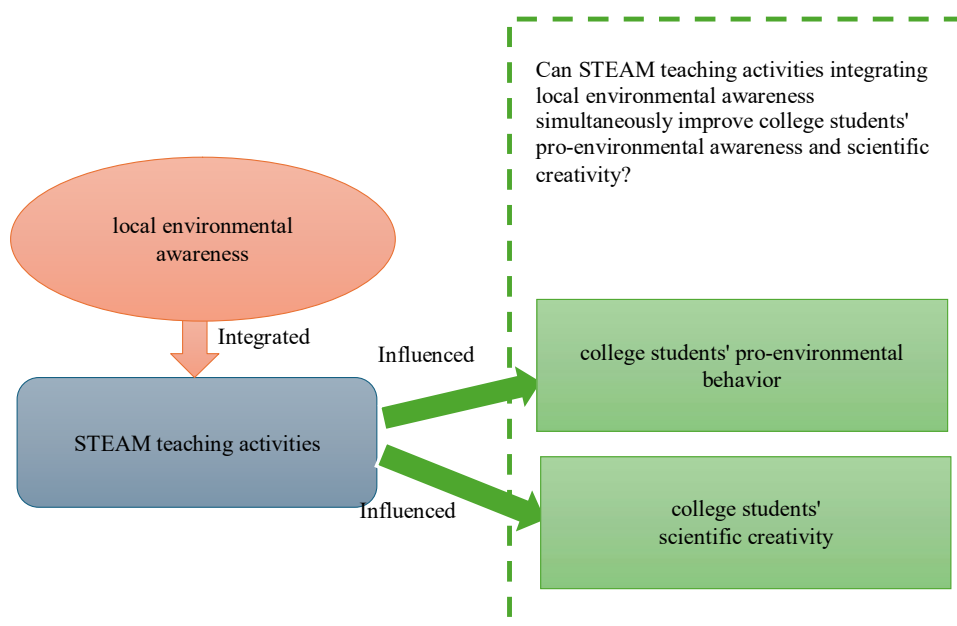 Can STEAM teaching activities integrating
local environmental awareness
simultaneously improve college students'
pro-environmental awareness and scientific
creativity?
local environmental
awareness
Integrated
Influenced
college students' pro-environmental
behavior
STEAM teaching activities
Influenced
college students'
scientific creativity